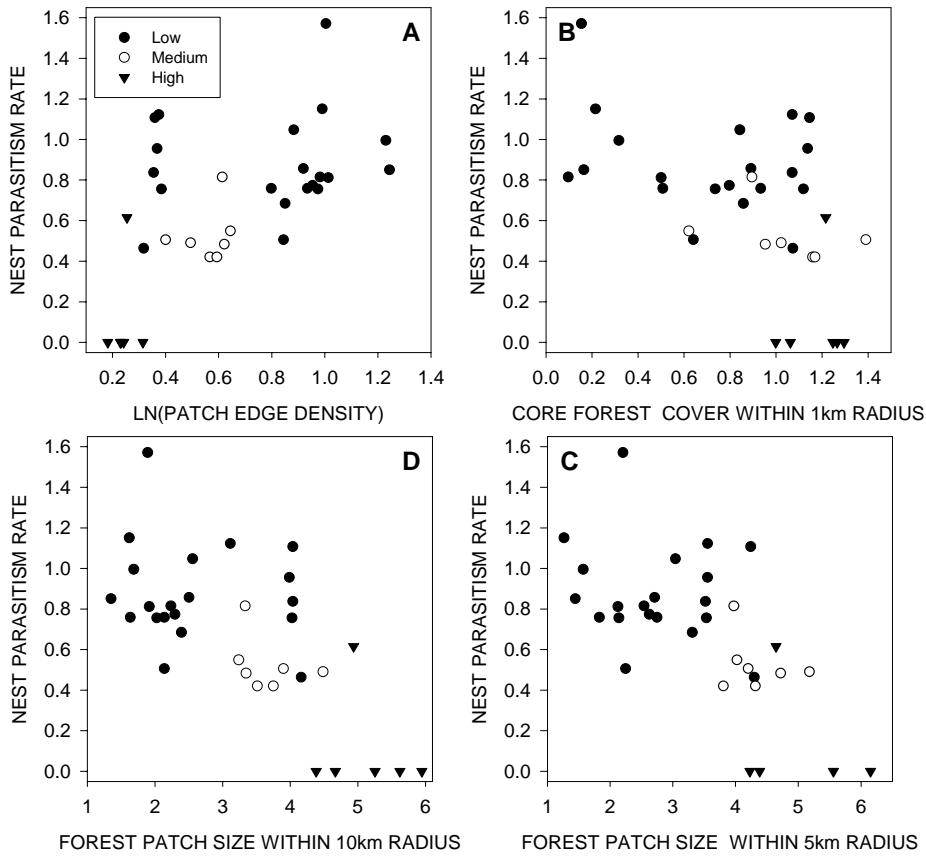 A
B
Low
Medium
High
NEST PARASITISM RATE
1.6
1.4
1.2
1.0
0.8
0.6
0.4
0.2
0.0
0.2 0.4 0.6 0.8 1.0 1.2 1.4
LN(PATCH EDGE DENSITY)
NEST PARASITISM RATE
1.6
1.4
1.2
1.0
0.8
0.6
0.4
0.2
0.0
0.0 0.2 0.4 0.6 0.8 1.0 1.2 1.4
CORE FOREST COVER WITHIN 1km RADIUS
D
NEST PARASITISM RATE
1.6
1.4
1.2
1.0
0.8
0.6
0.4
0.2
0.0
1 2 3 4 5 6
FOREST PATCH SIZE WITHIN 10km RADIUS
C
NEST PARASITISM RATE
1.6
1.4
1.2
1.0
0.8
0.6
0.4
0.2
0.0
1 2 3 4 5 6
FOREST PATCH SIZE WITHIN 5km RADIUS